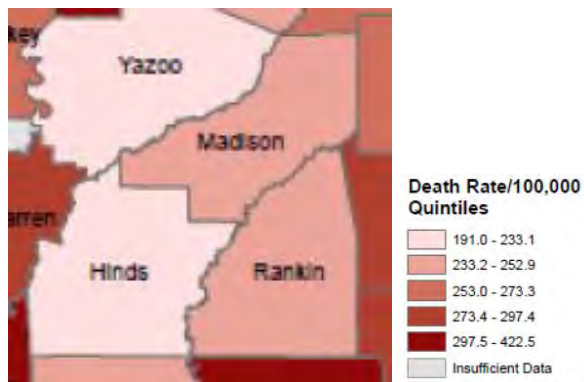 key
Yazoo
Madison
arren
Hinds
Rankin
Death Rate/100,000
Quintiles
191.0 - 233.1
233.2 - 252.9
253.0 - 273.3
273.4 - 297.4
297.5 - 422.5
Insufficient Data